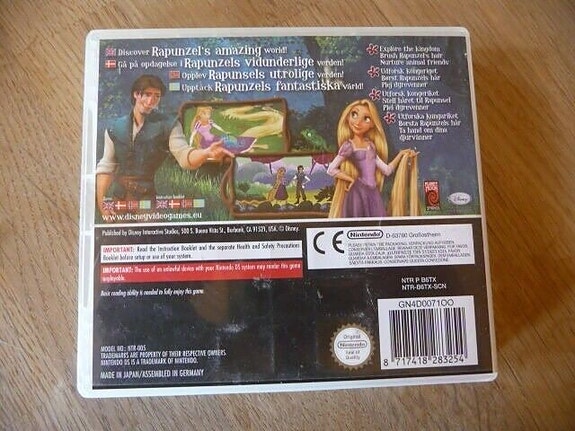 Discover Rapunzel's amazing world!
Gå på opdagelse i Rapunzels vidunderlige verden!
Opplev Rapunsels utrolige verden!
Upptäck Rapunzels fantastiska värld!
Explore the Kingdom
Brush Rapunzel's hair
Nurture animal friends
Udforsk kongeriget
Børst Rapunzels hår
Plej dyrevenner
Utforsk kongeriket
Stell håret til Rapunsel
Plei dyrevenner
Utforska kungariket
Borsta Rapunzels hår
Ta hand om dina
djurvänner
Game
Instruction booklet
www.disneyvideogames.eu
Disney
Published by Disney Interactive Studios, 500 S. Buena Vista St., Burbank, CA 91521, USA. © Disney.
IMPORTANT: Read the Instruction Booklet and the separate Health and Safety Precautions
Booklet before setup or use of your system.
IMPORTANT: The use of an unlawful device with your Nintendo DS system may render this game
unplayable.
Basic reading ability is needed to fully enjoy this game.
CE
Nintendo
D-63760 Großostheim
NTR P B6TX
NTR-B6TX-SCN
GN4D0071OO
8 717418 283254
Original
Nintendo
Seal of
Quality
MODEL NO.: NTR-005
TRADEMARKS ARE PROPERTY OF THEIR RESPECTIVE OWNERS.
NINTENDO DS IS A TRADEMARK OF NINTENDO.
MADE IN JAPAN/ASSEMBLED IN GERMANY